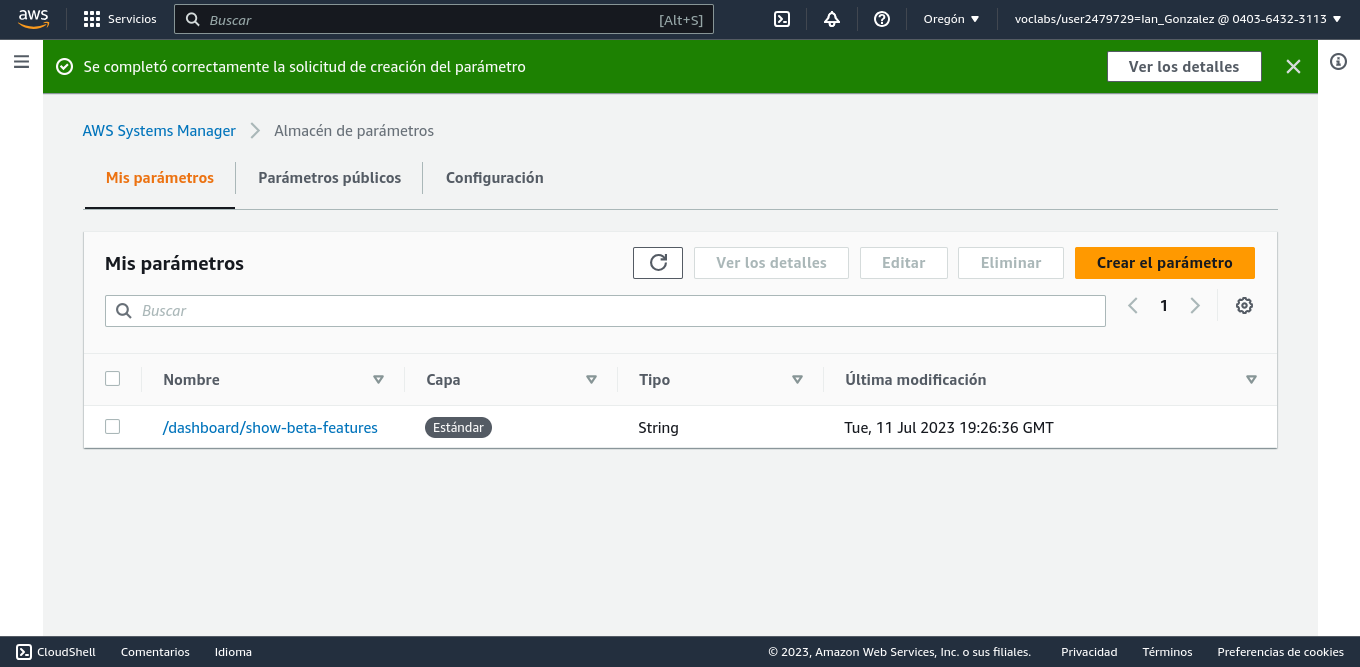 aws Servicios Buscar [Alt+S] Oregón voclabs/user2479729=Ian_Gonzalez @ 0403-6432-3113
Se completó correctamente la solicitud de creación del parámetro Ver los detalles
AWS Systems Manager Almacén de parámetros
Mis parámetros Parámetros públicos Configuración
Mis parámetros Ver los detalles Editar Eliminar Crear el parámetro
Buscar 1
Nombre Capa Tipo Última modificación
/dashboard/show-beta-features Estándar String Tue, 11 Jul 2023 19:26:36 GMT
CloudShell Comentarios Idioma © 2023, Amazon Web Services, Inc. o sus filiales. Privacidad Términos Preferencias de cookies